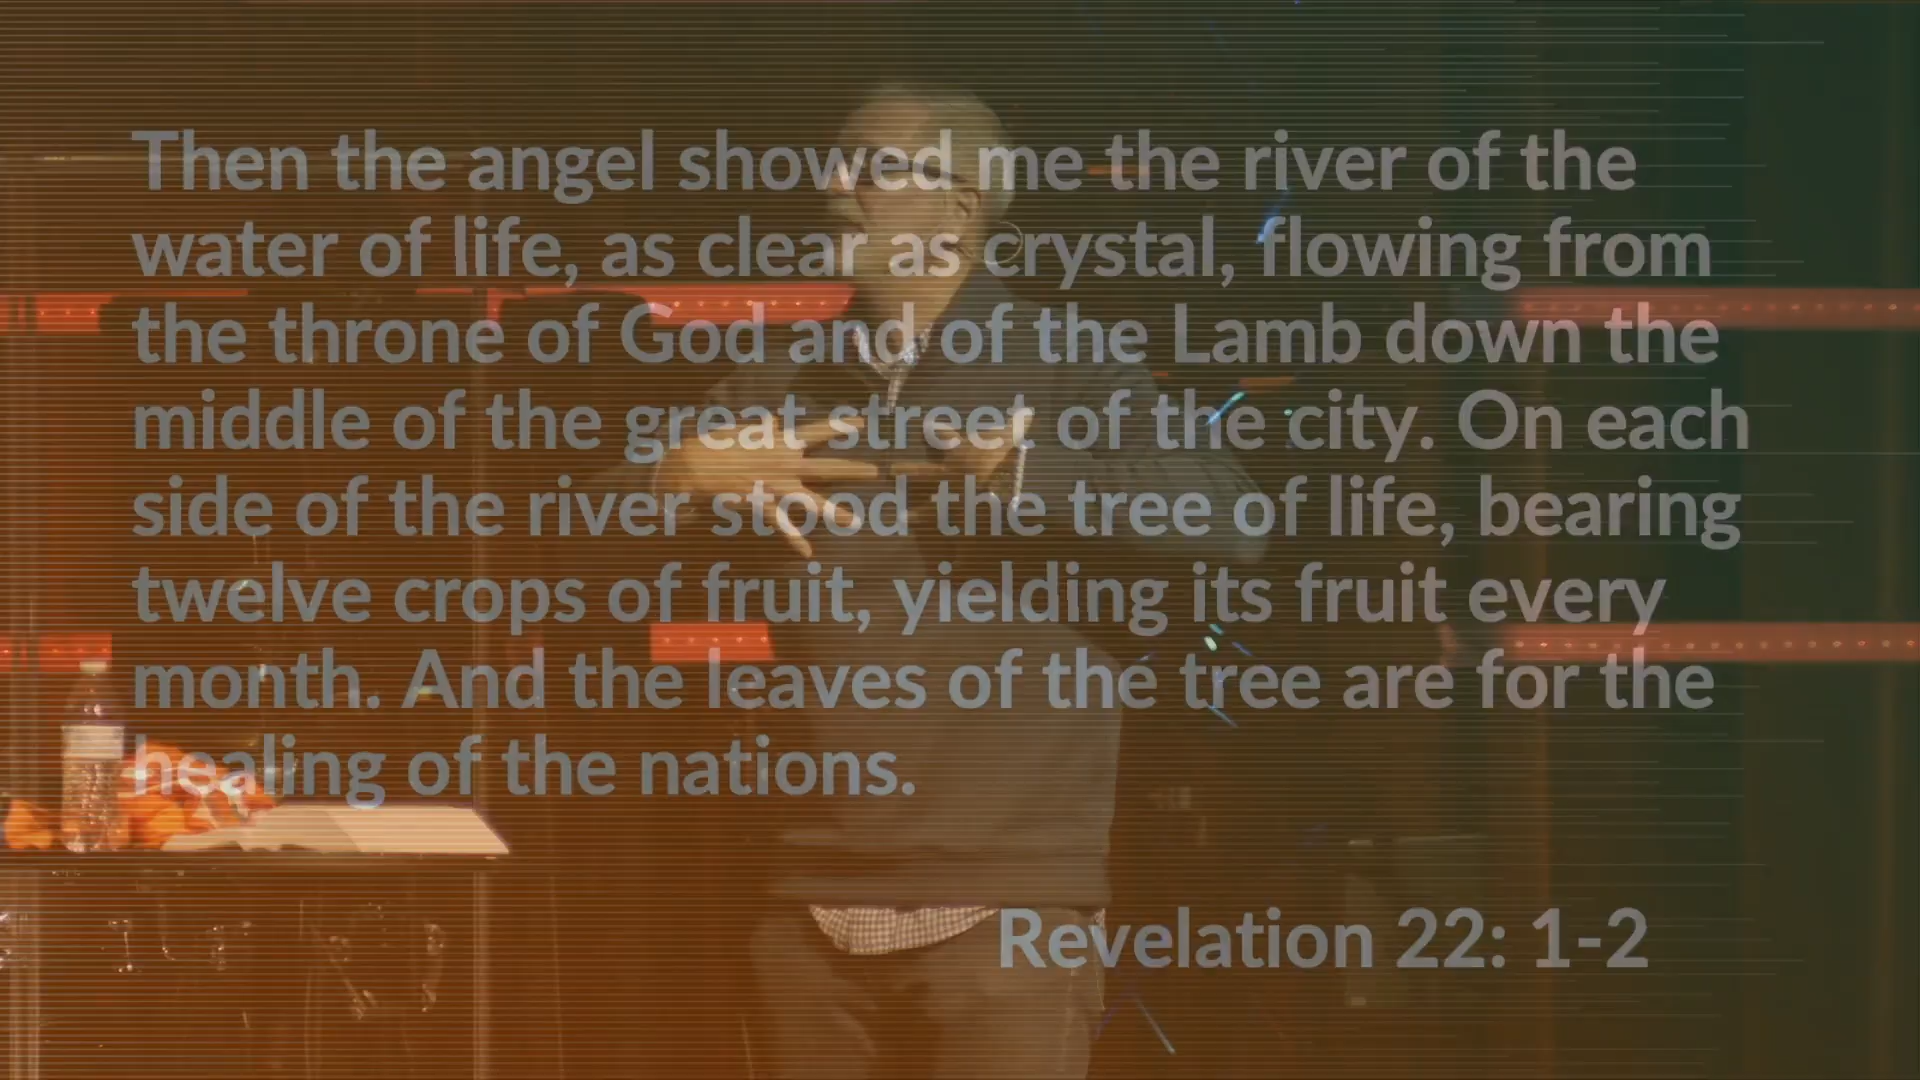 Then the angel showed me the river of the
water of life, as clear as crystal, flowing from
the throne of God and of the Lamb down the
middle of the great street of the city. On each
side of the river stood the tree of life, bearing
twelve crops of fruit, yielding its fruit every
month. And the leaves of the tree are for the
healing of the nations.
Revelation 22: 1-2